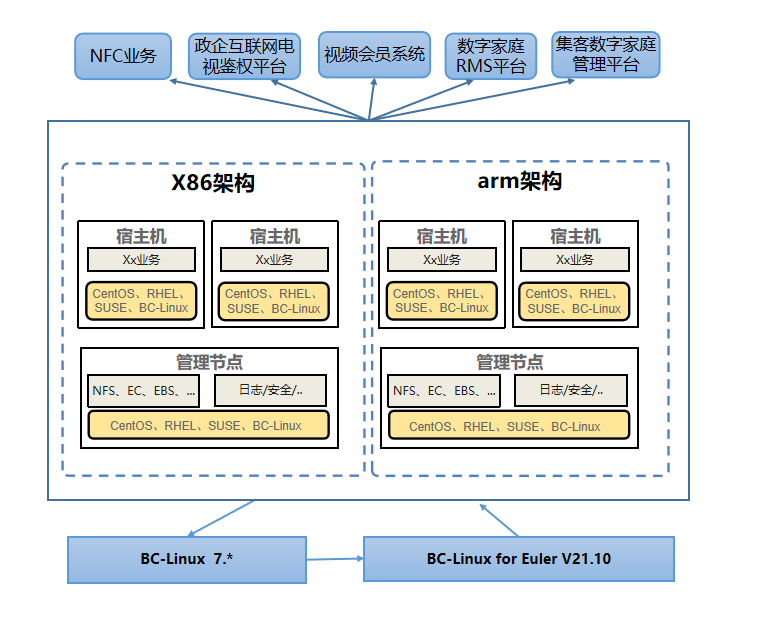 NFC业务
政企互联网电
视鉴权平台
视频会员系统
数字家庭
RMS平台
集客数字家庭
管理平台
X86架构
宿主机
Xx业务
CentOS、RHEL、
SUSE、BC-Linux
宿主机
Xx业务
CentOS、RHEL、
SUSE、BC-Linux
管理节点
NFS、EC、EBS、...
日志/安全/..
CentOS、RHEL、SUSE、BC-Linux
arm架构
宿主机
Xx业务
CentOS、RHEL、
SUSE、BC-Linux
宿主机
Xx业务
CentOS、RHEL、
SUSE、BC-Linux
管理节点
NFS、EC、EBS、...
日志/安全/..
CentOS、RHEL、SUSE、BC-Linux
BC-Linux 7.*
BC-Linux for Euler V21.10